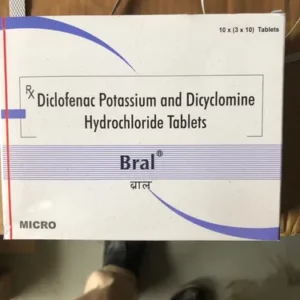 10 x (3 x 10) Tablets
Rx Diclofenac Potassium and Dicyclomine
Hydrochloride Tablets
Bral®
ब्राल
MICRO